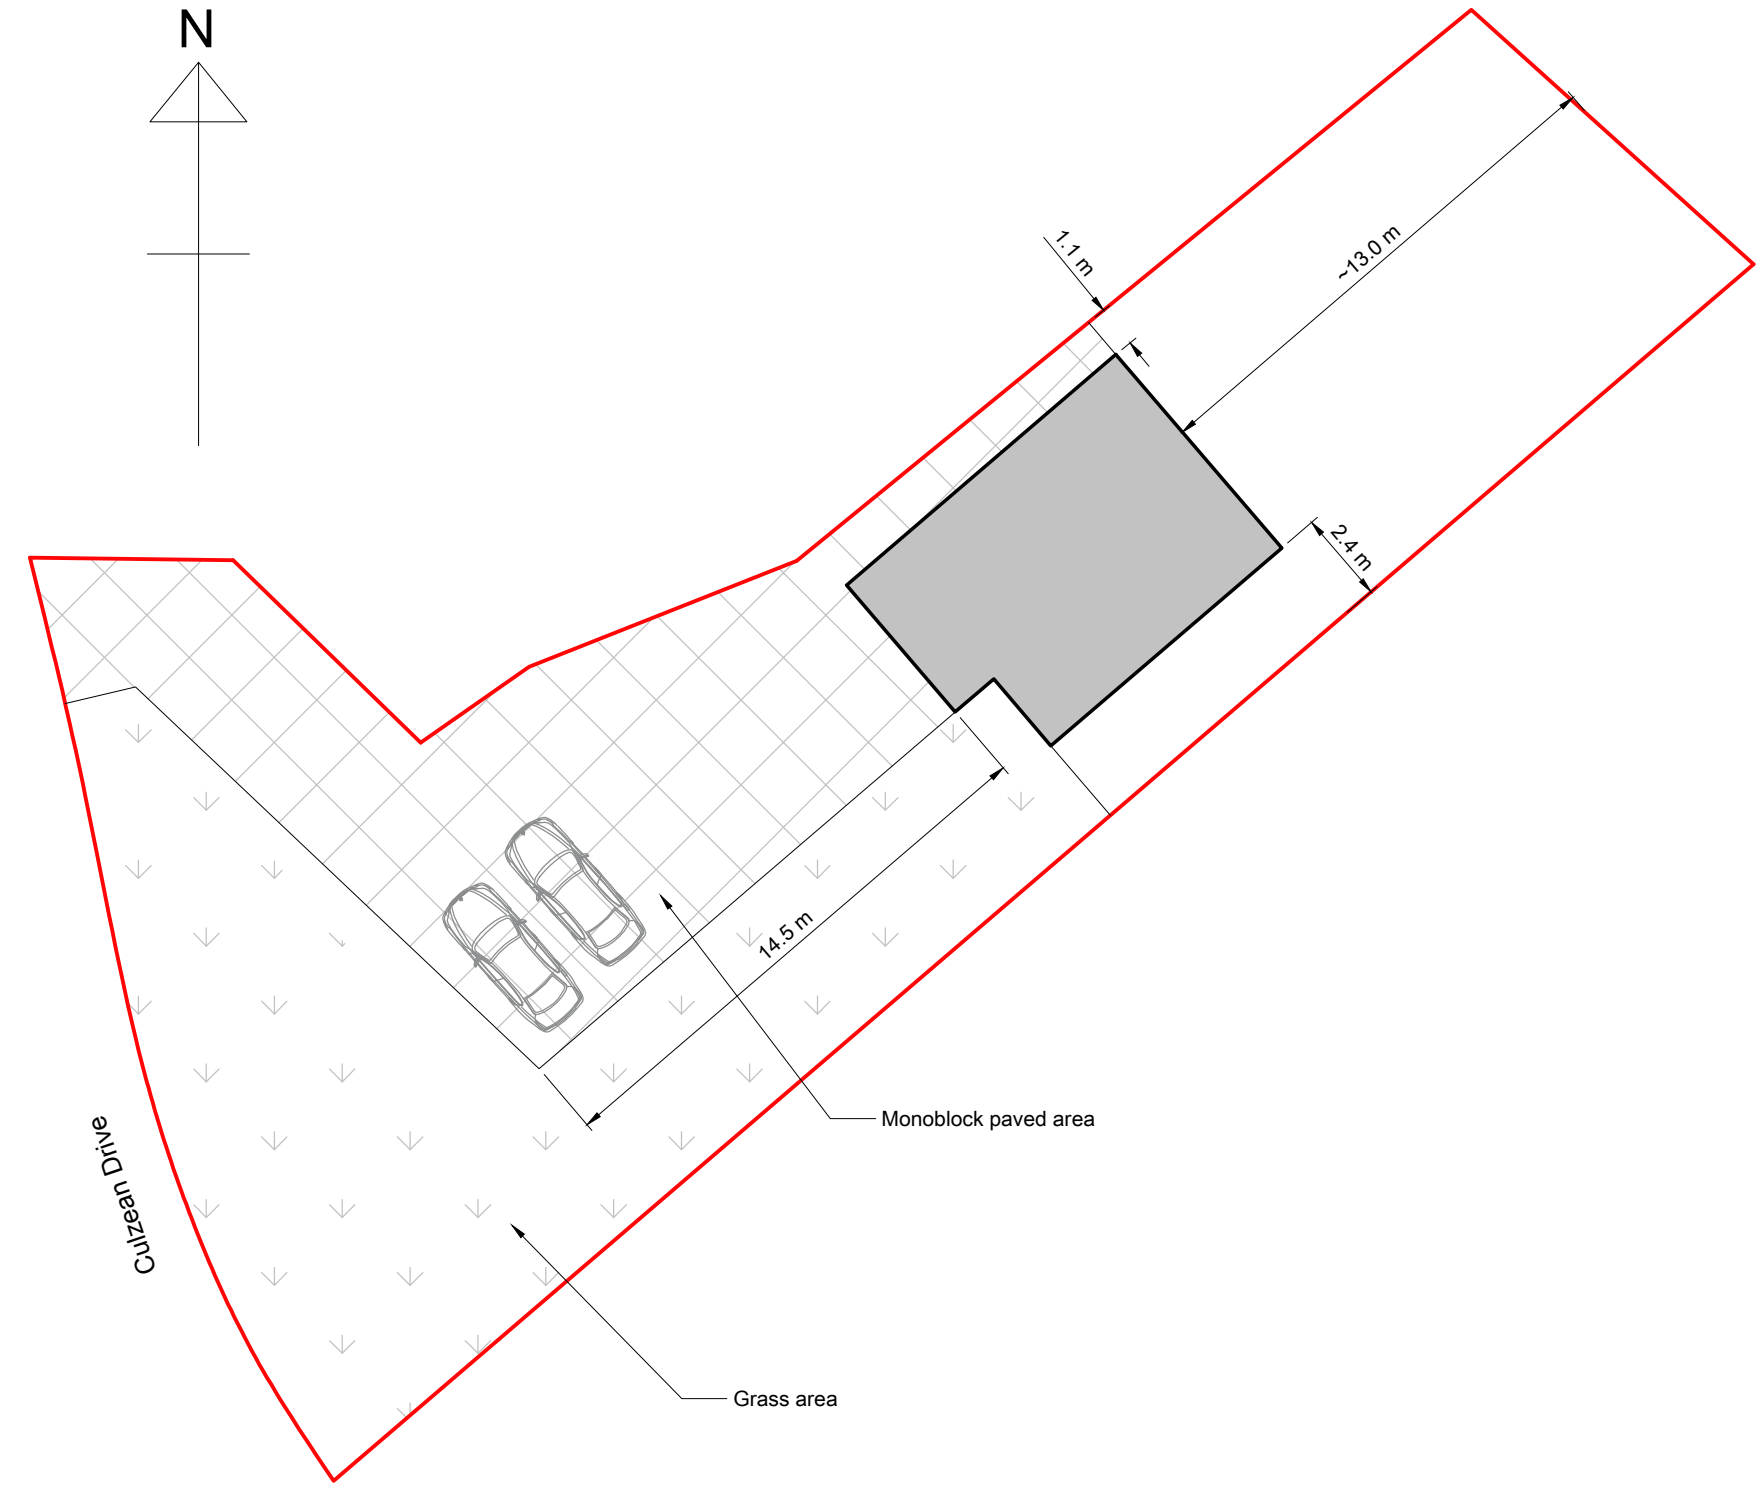 N
1.1 m
~13.0 m
2.4 m
14.5 m
Monoblock paved area
Culzean Drive
Grass area